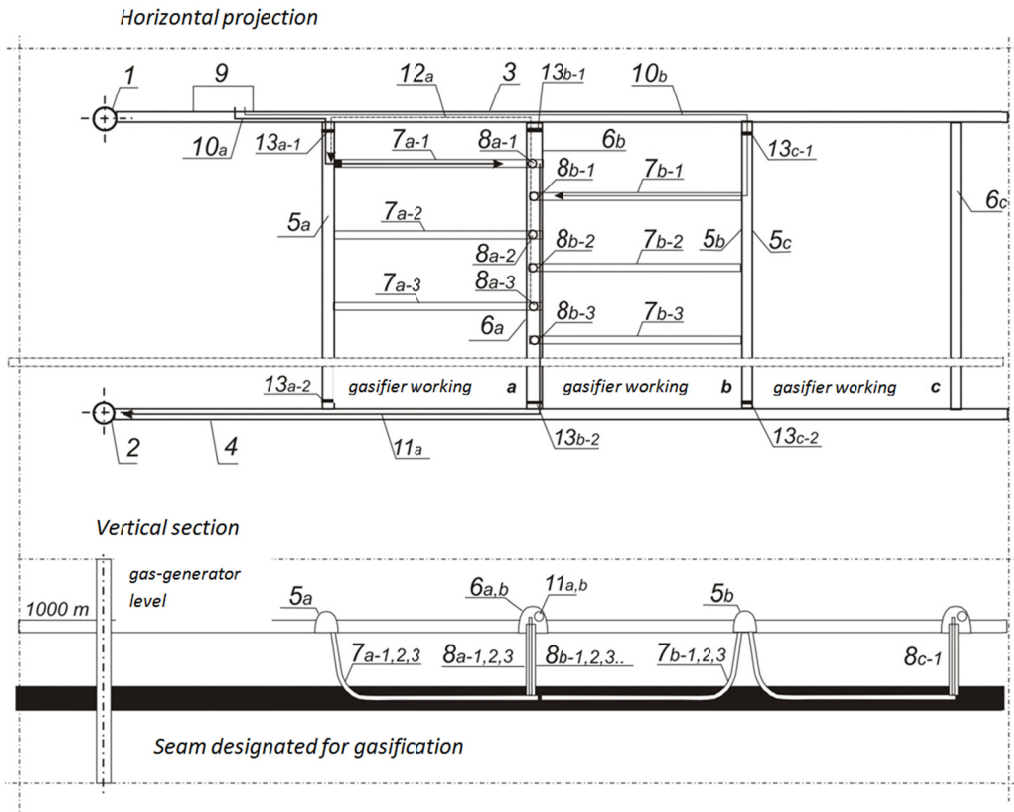 Horizontal projection
1 9 12a 3 13b-1 10b
10a 13a-1 7a-1 8a-1 6b 13c-1
8b-1 7b-1
5a 7a-2 6c
8a-2 8b-2 7b-2 5b 5c
7a-3 8a-3
6a 8b-3 7b-3
13a-2 gasifier working a gasifier working b gasifier working c
2 4 11a 13b-2 13c-2
Vertical section
gas-generator
level
1000 m 5a 6a,b 11a,b 5b
7a-1,2,3 8a-1,2,3 8b-1,2,3.. 7b-1,2,3 8c-1
Seam designated for gasification